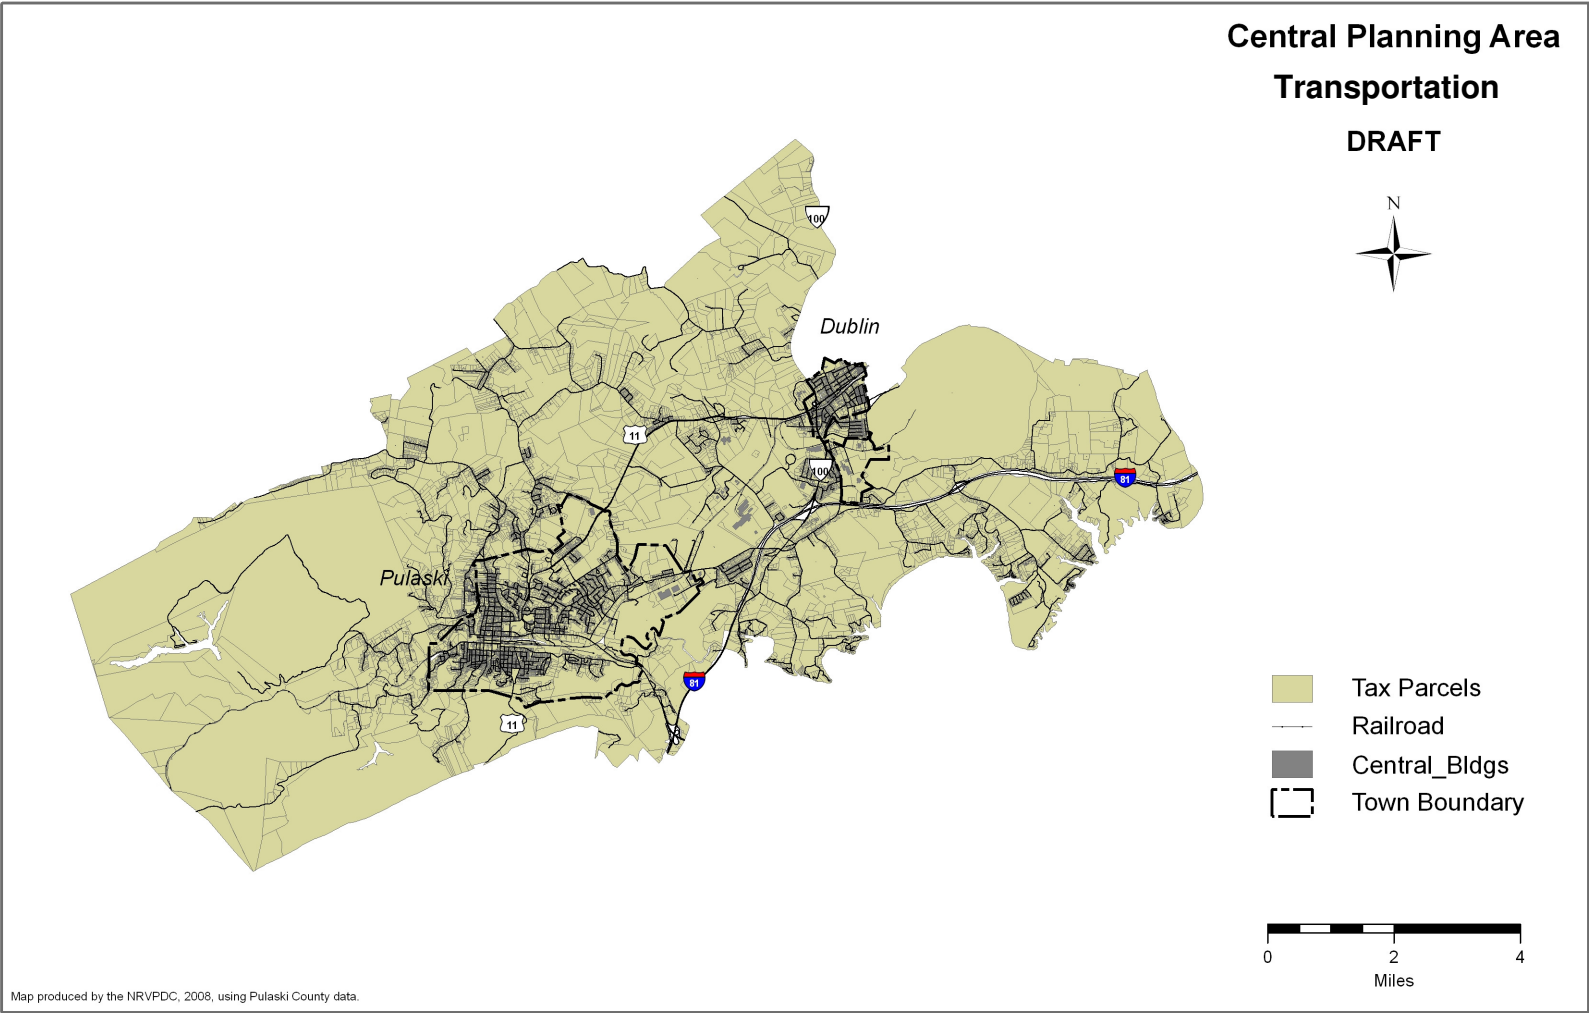 Central Planning Area
Transportation
DRAFT
N
100
Dublin
11
100
81
Pulaski
81
11
Tax Parcels
Railroad
Central_Bldgs
Town Boundary
0 2 4
Miles
Map produced by the NRVPDC, 2008, using Pulaski County data.